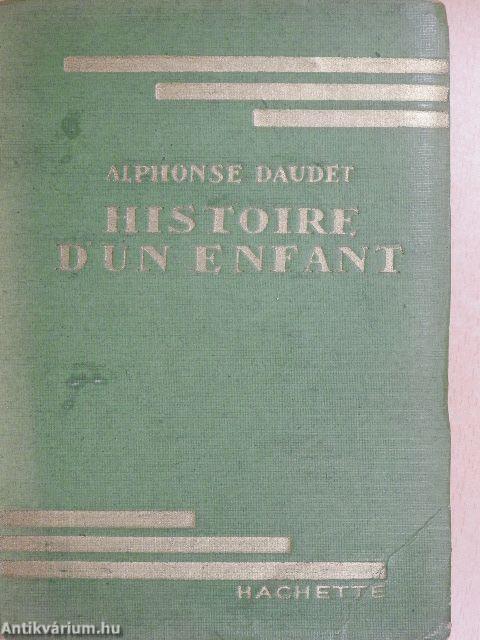 ALPHONSE DAUDET
HISTOIRE
D'UN ENFANT
HACHETTE
Antikvárium.hu